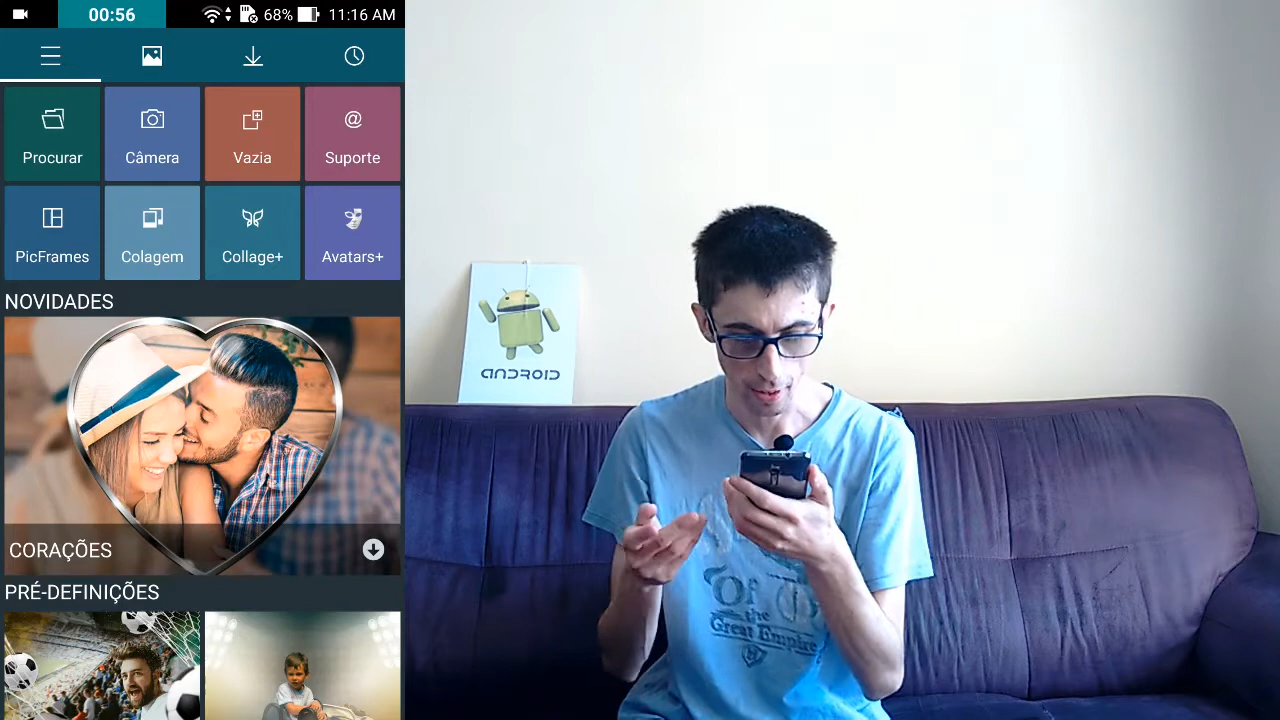 00:56
68%
11:16 AM
Procurar
Câmera
Vazia
@
Suporte
PicFrames
Colagem
Collage+
Avatars+
NOVIDADES
CORAÇÕES
PRÉ-DEFINIÇÕES
ANDROID
Of
the
Great Empire